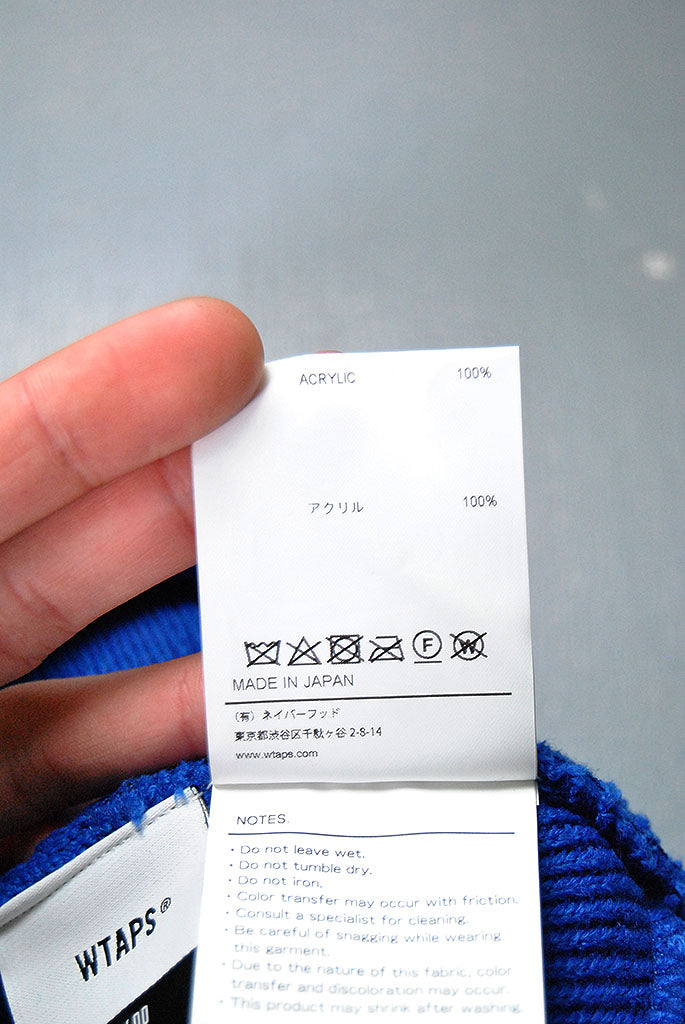 ACRYLIC 100%
アクリル 100%
F W
MADE IN JAPAN
(有) ネイバーフッド
東京都渋谷区千駄ヶ谷 2-8-14
www.wtaps.com
NOTES.
・Do not leave wet.
・Do not tumble dry.
・Do not iron.
・Color transfer may occur with friction.
・Consult a specialist for cleaning.
・Be careful of snagging while wearing
this garment.
・Due to the nature of this fabric, color
transfer and discoloration may occur.
・This product may shrink after washing.
WTAPS®